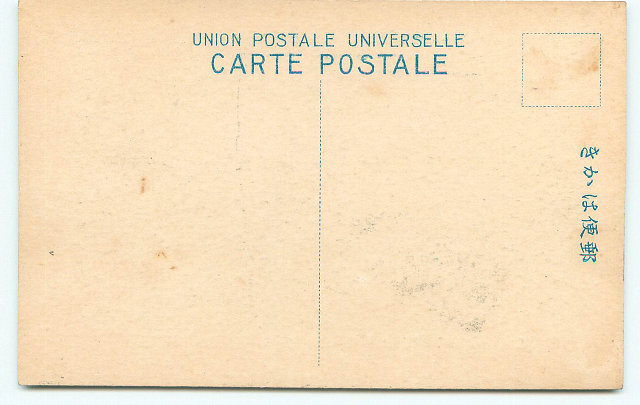 UNION POSTALE UNIVERSELLE
CARTE POSTALE
きかは便郵